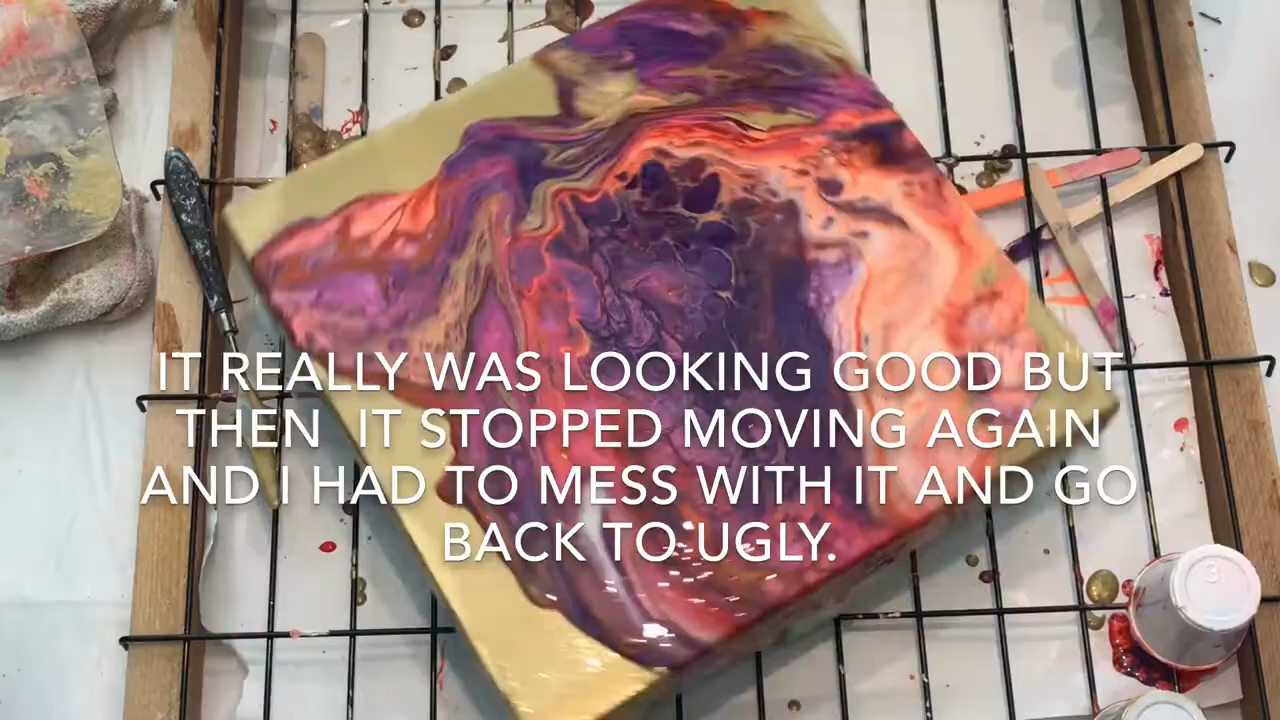 IT REALLY WAS LOOKING GOOD BUT
THEN  IT STOPPED MOVING AGAIN
AND I HAD TO MESS WITH IT AND GO
BACK TO UGLY.
3